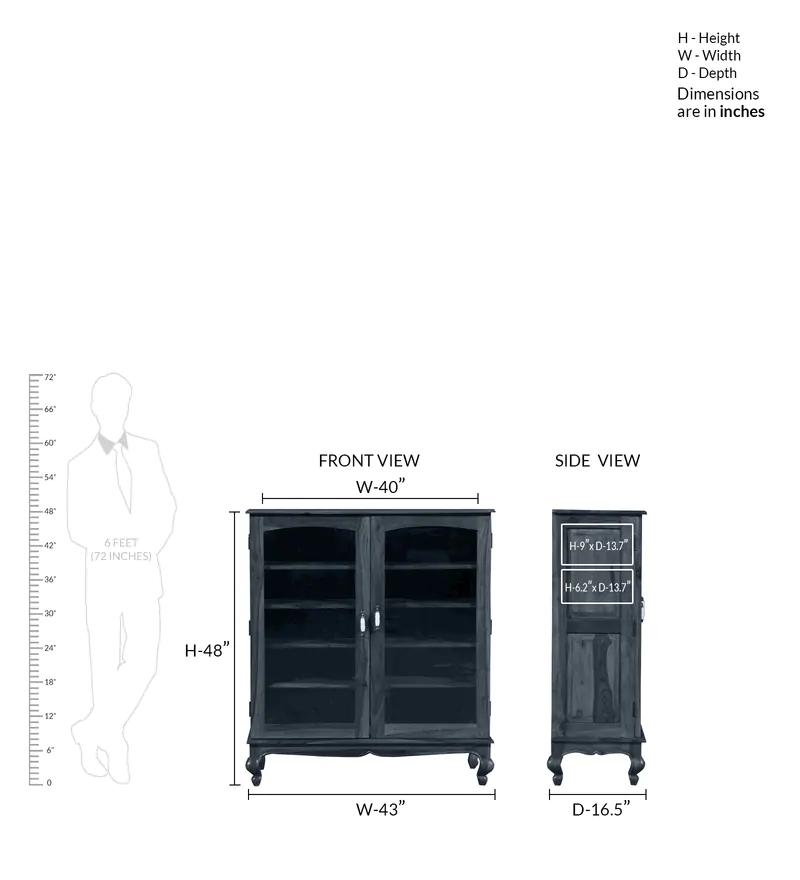 H - Height
W - Width
D - Depth
Dimensions
are in inches
72"
66"
60"
54"
48"
42"
36"
30"
24"
18"
12"
6"
0
6 FEET
(72 INCHES)
FRONT VIEW
W-40”
H-48”
W-43”
SIDE VIEW
H-9”x D-13.7”
H-6.2”x D-13.7”
D-16.5”